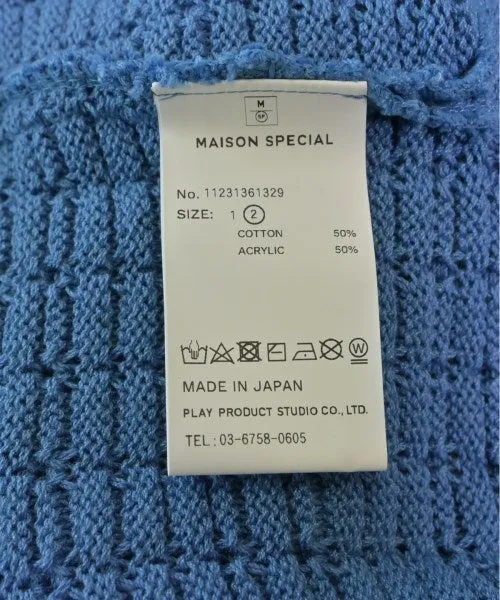 M
SP
MAISON SPECIAL
No. 11231361329
SIZE: 1 2
COTTON 50%
ACRYLIC 50%
W
MADE IN JAPAN
PLAY PRODUCT STUDIO CO., LTD.
TEL: 03-6758-0605